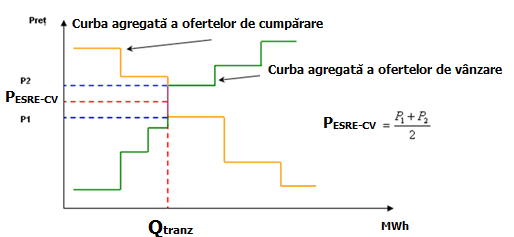 Preț
Curba agregată a ofertelor de cumpărare
Curba agregată a ofertelor de vânzare
P2
PESRE-CV
P1
PESRE-CV = P1 + P2 / 2
Qtranz
MWh